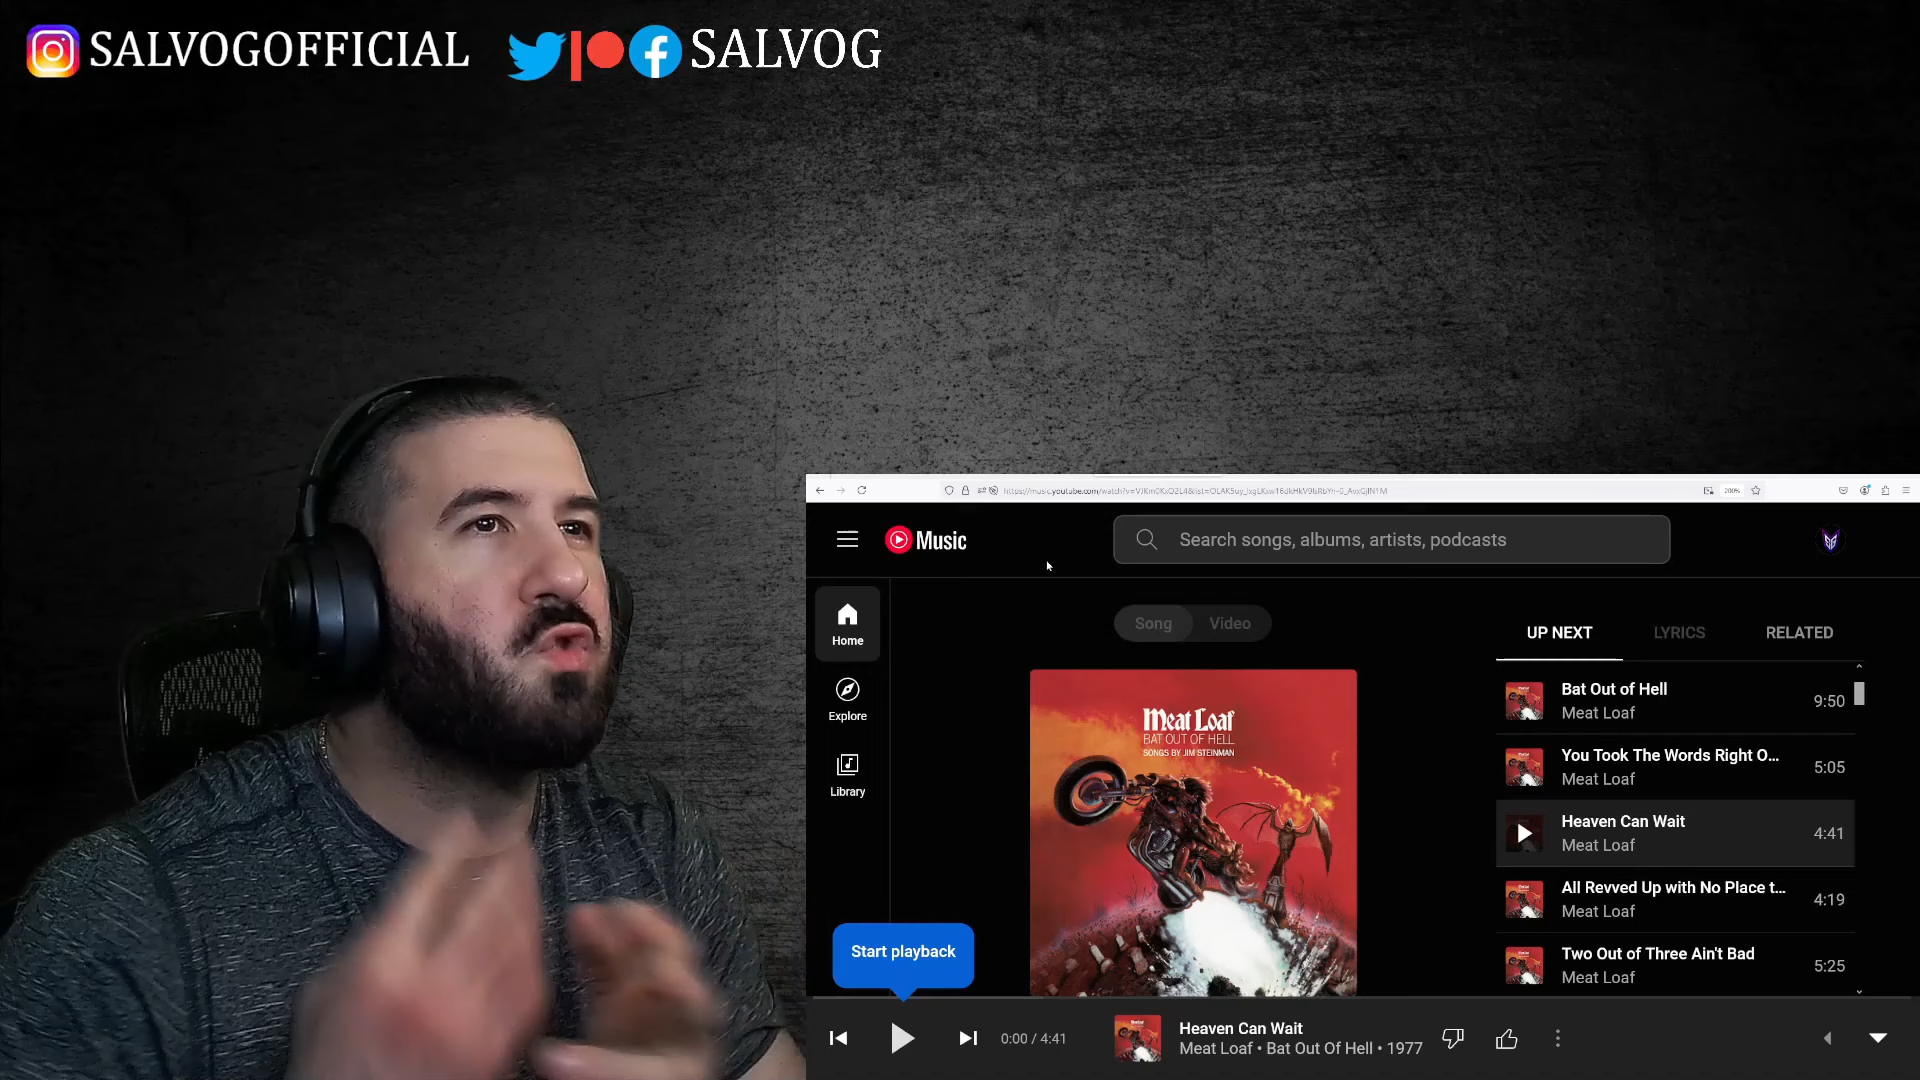 SALVOGOFFICIAL SALVOG
200%
Music
Search songs, albums, artists, podcasts
Home
Explore
Library
Song Video
Meat Loaf
BAT OUT OF HELL
SONGS BY JIM STEINMAN
UP NEXT LYRICS RELATED
Bat Out of Hell
Meat Loaf
9:50
You Took The Words Right O...
Meat Loaf
5:05
Heaven Can Wait
Meat Loaf
4:41
All Revved Up with No Place t...
Meat Loaf
4:19
Two Out of Three Ain't Bad
Meat Loaf
5:25
Start playback
0:00 / 4:41
Heaven Can Wait
Meat Loaf • Bat Out Of Hell • 1977